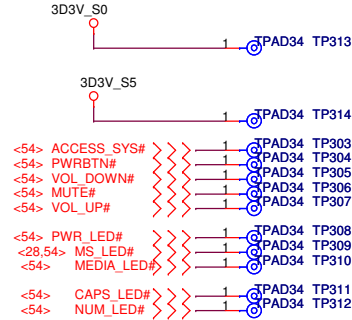 3D3V_S0
1 TPAD34 TP313
3D3V_S5
1 TPAD34 TP314
<54> ACCESS_SYS# 1 TPAD34 TP303
<54> PWRBTN# 1 TPAD34 TP304
<54> VOL_DOWN# 1 TPAD34 TP305
<54> MUTE# 1 TPAD34 TP306
<54> VOL_UP# 1 TPAD34 TP307
<54> PWR_LED# 1 TPAD34 TP308
<28,54> MS_LED# 1 TPAD34 TP309
<54> MEDIA_LED# 1 TPAD34 TP310
<54> CAPS_LED# 1 TPAD34 TP311
<54> NUM_LED# 1 TPAD34 TP312